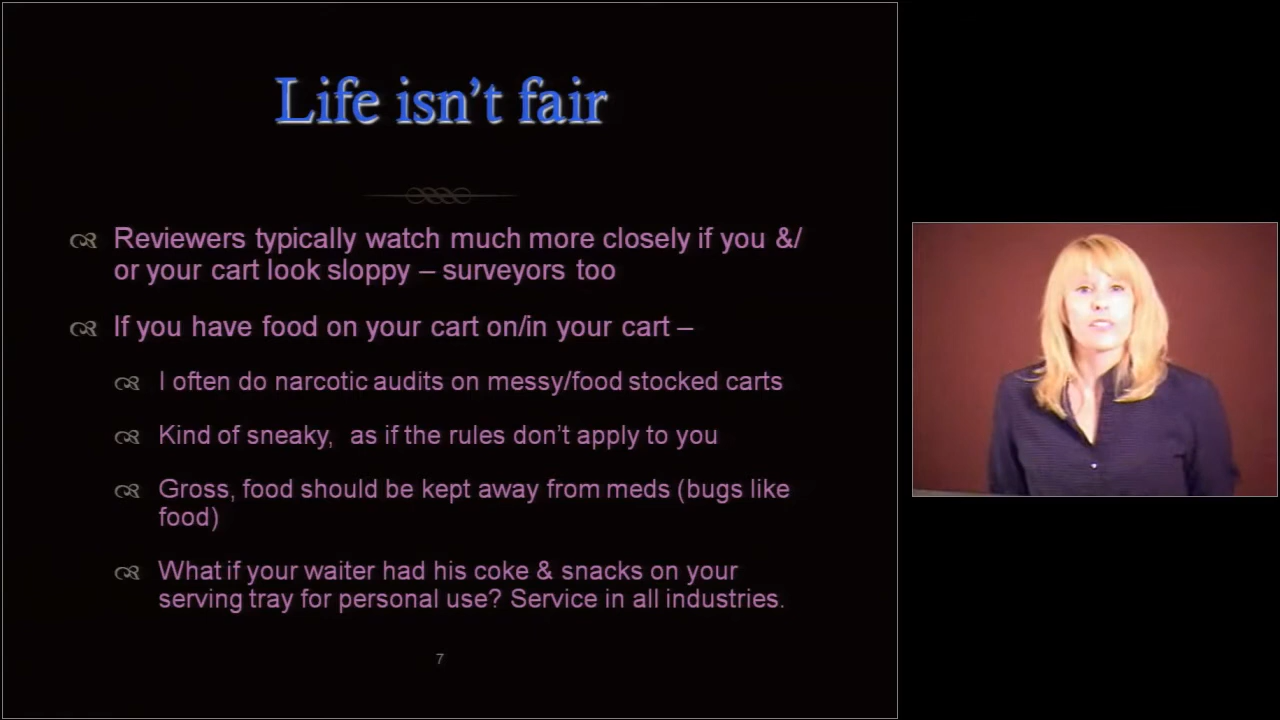 Life isn’t fair
Reviewers typically watch much more closely if you &/
or your cart look sloppy – surveyors too
If you have food on your cart on/in your cart –
I often do narcotic audits on messy/food stocked carts
Kind of sneaky, as if the rules don’t apply to you
Gross, food should be kept away from meds (bugs like
food)
What if your waiter had his coke & snacks on your
serving tray for personal use? Service in all industries.
7